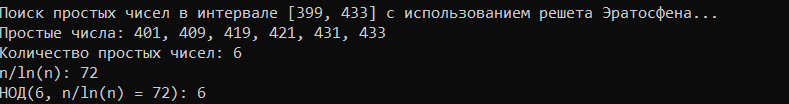 Поиск простых чисел в интервале [399, 433] с использованием решета Эратосфена...
Простые числа: 401, 409, 419, 421, 431, 433
Количество простых чисел: 6
n/ln(n): 72
НОД(6, n/ln(n) = 72): 6